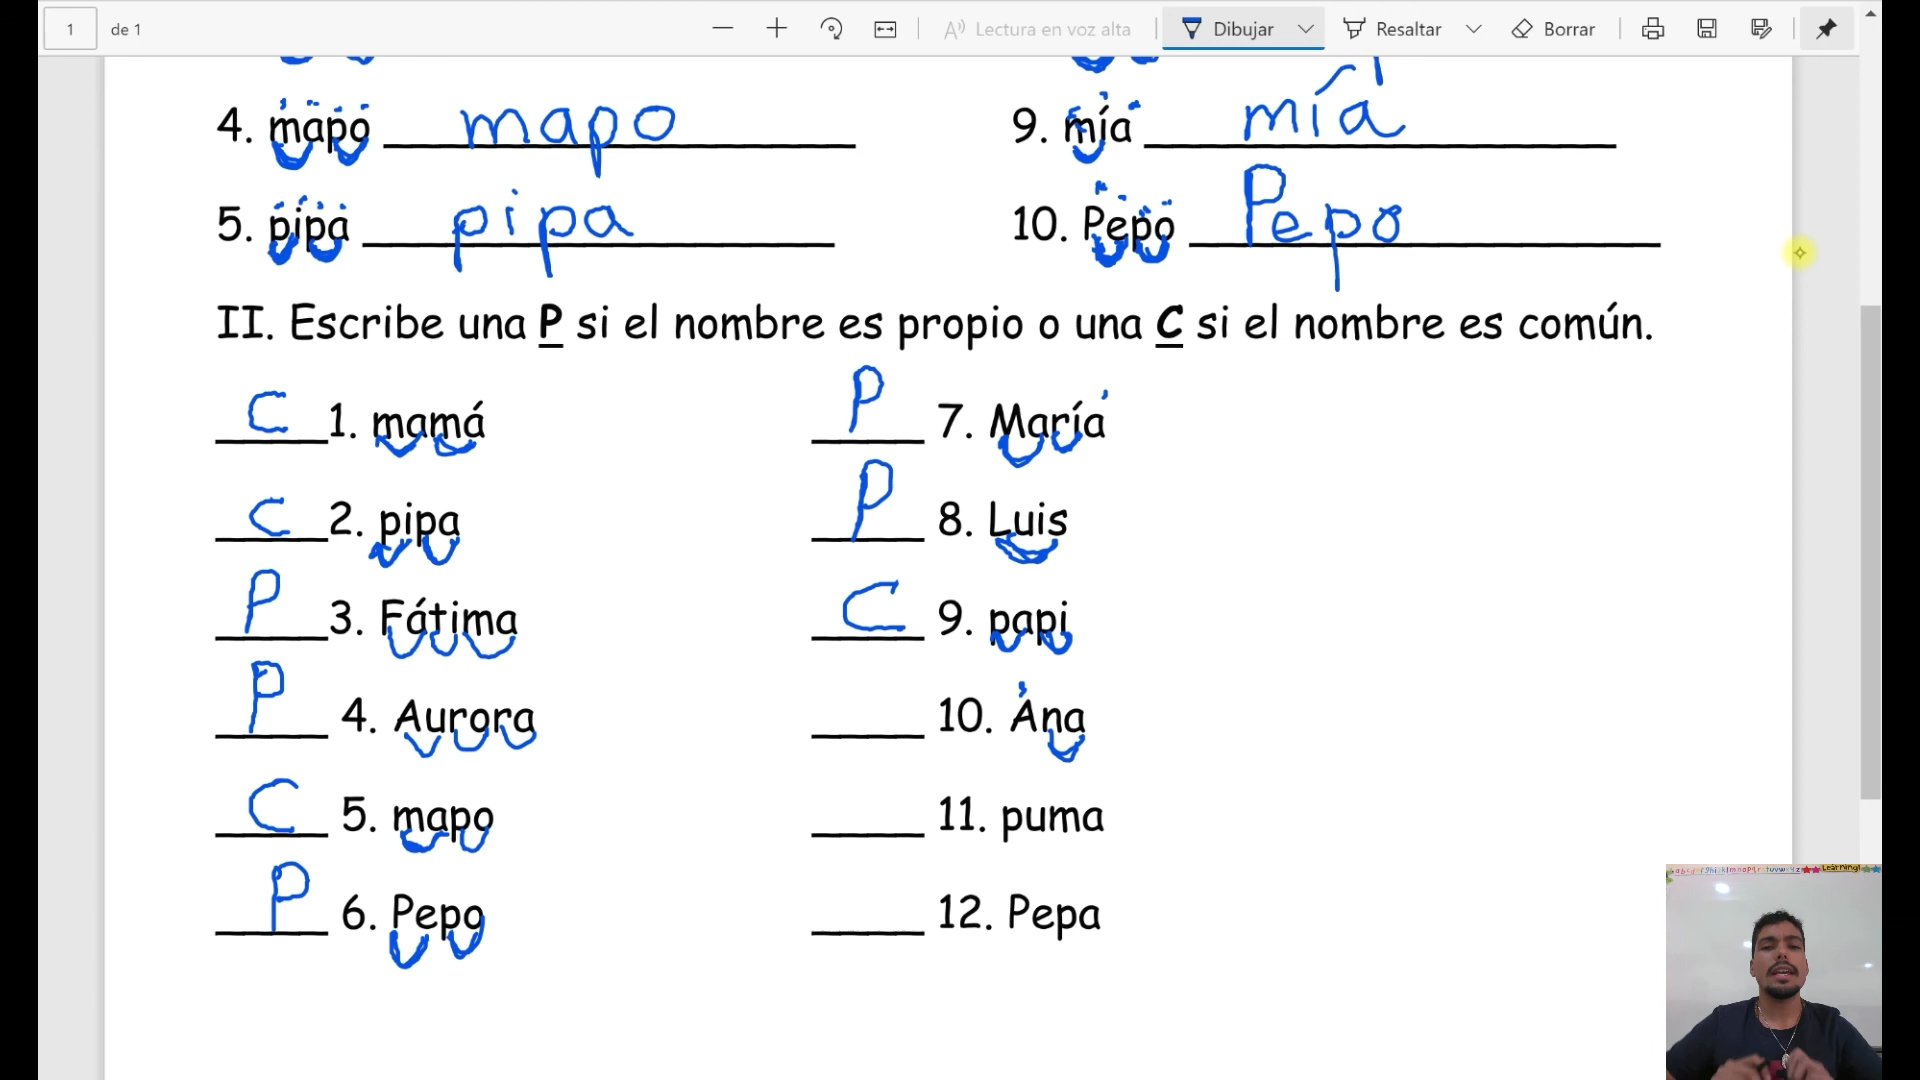 1 de 1 Lectura en voz alta Dibujar Resaltar Borrar
4. mapo mapo
5. pipa pipa
9. mía mía
10. Pepo Pepo
II. Escribe una P si el nombre es propio o una C si el nombre es común.
C 1. mamá
C 2. pipa
P 3. Fátima
P 4. Aurora
C 5. mapo
P 6. Pepo
P 7. María
P 8. Luis
C 9. papi
10. Ana
11. puma
12. Pepa
Learning!